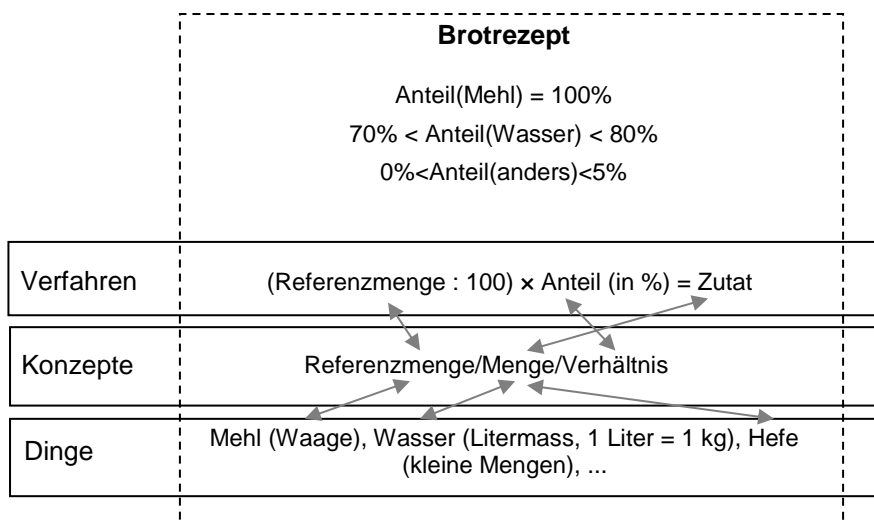 Brotrezept
Anteil(Mehl) = 100%
70% < Anteil(Wasser) < 80%
0%<Anteil(anders)<5%
Verfahren
(Referenzmenge : 100) × Anteil (in %) = Zutat
Konzepte
Referenzmenge/Menge/Verhältnis
Dinge
Mehl (Waage), Wasser (Litermass, 1 Liter = 1 kg), Hefe
(kleine Mengen), ...